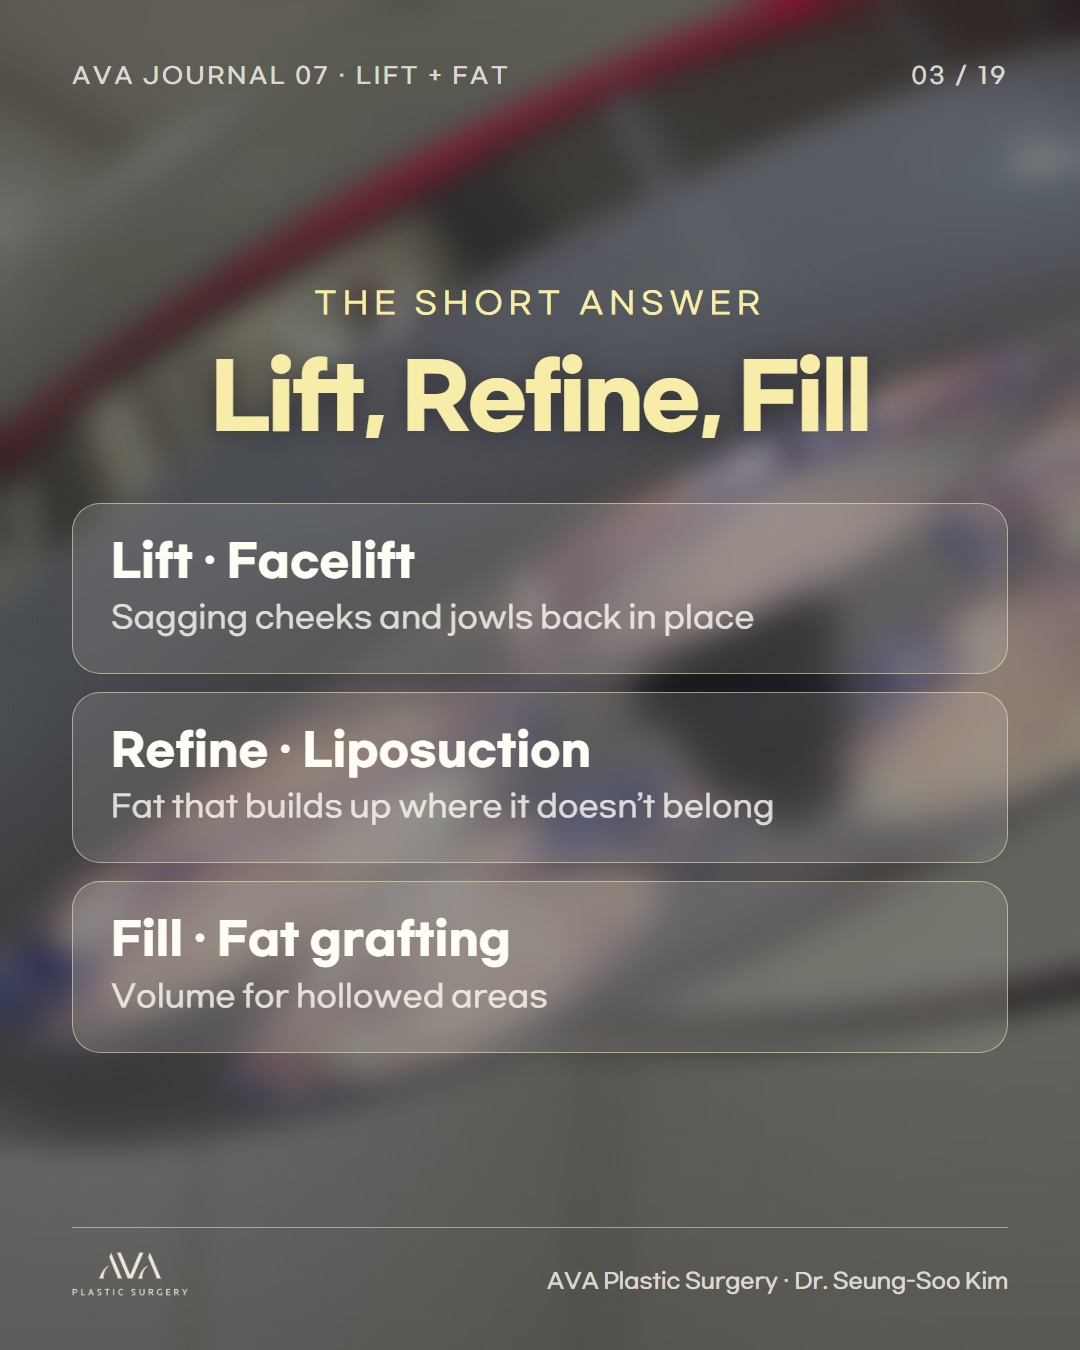 AVA JOURNAL 07 · LIFT + FAT
03 / 19
THE SHORT ANSWER
Lift, Refine, Fill
Lift · Facelift
Sagging cheeks and jowls back in place
Refine · Liposuction
Fat that builds up where it doesn’t belong
Fill · Fat grafting
Volume for hollowed areas
AVA
PLASTIC SURGERY
AVA Plastic Surgery · Dr. Seung-Soo Kim